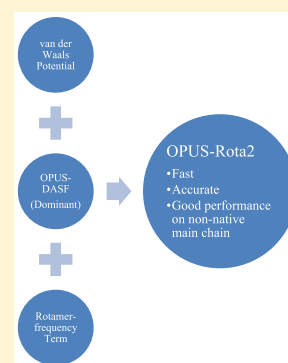 van der
Waals
Potential
OPUS-
DASF
(Dominant)
Rotamer-
frequency
Term
OPUS-Rota2
•Fast
•Accurate
•Good performance
on non-native
main chain